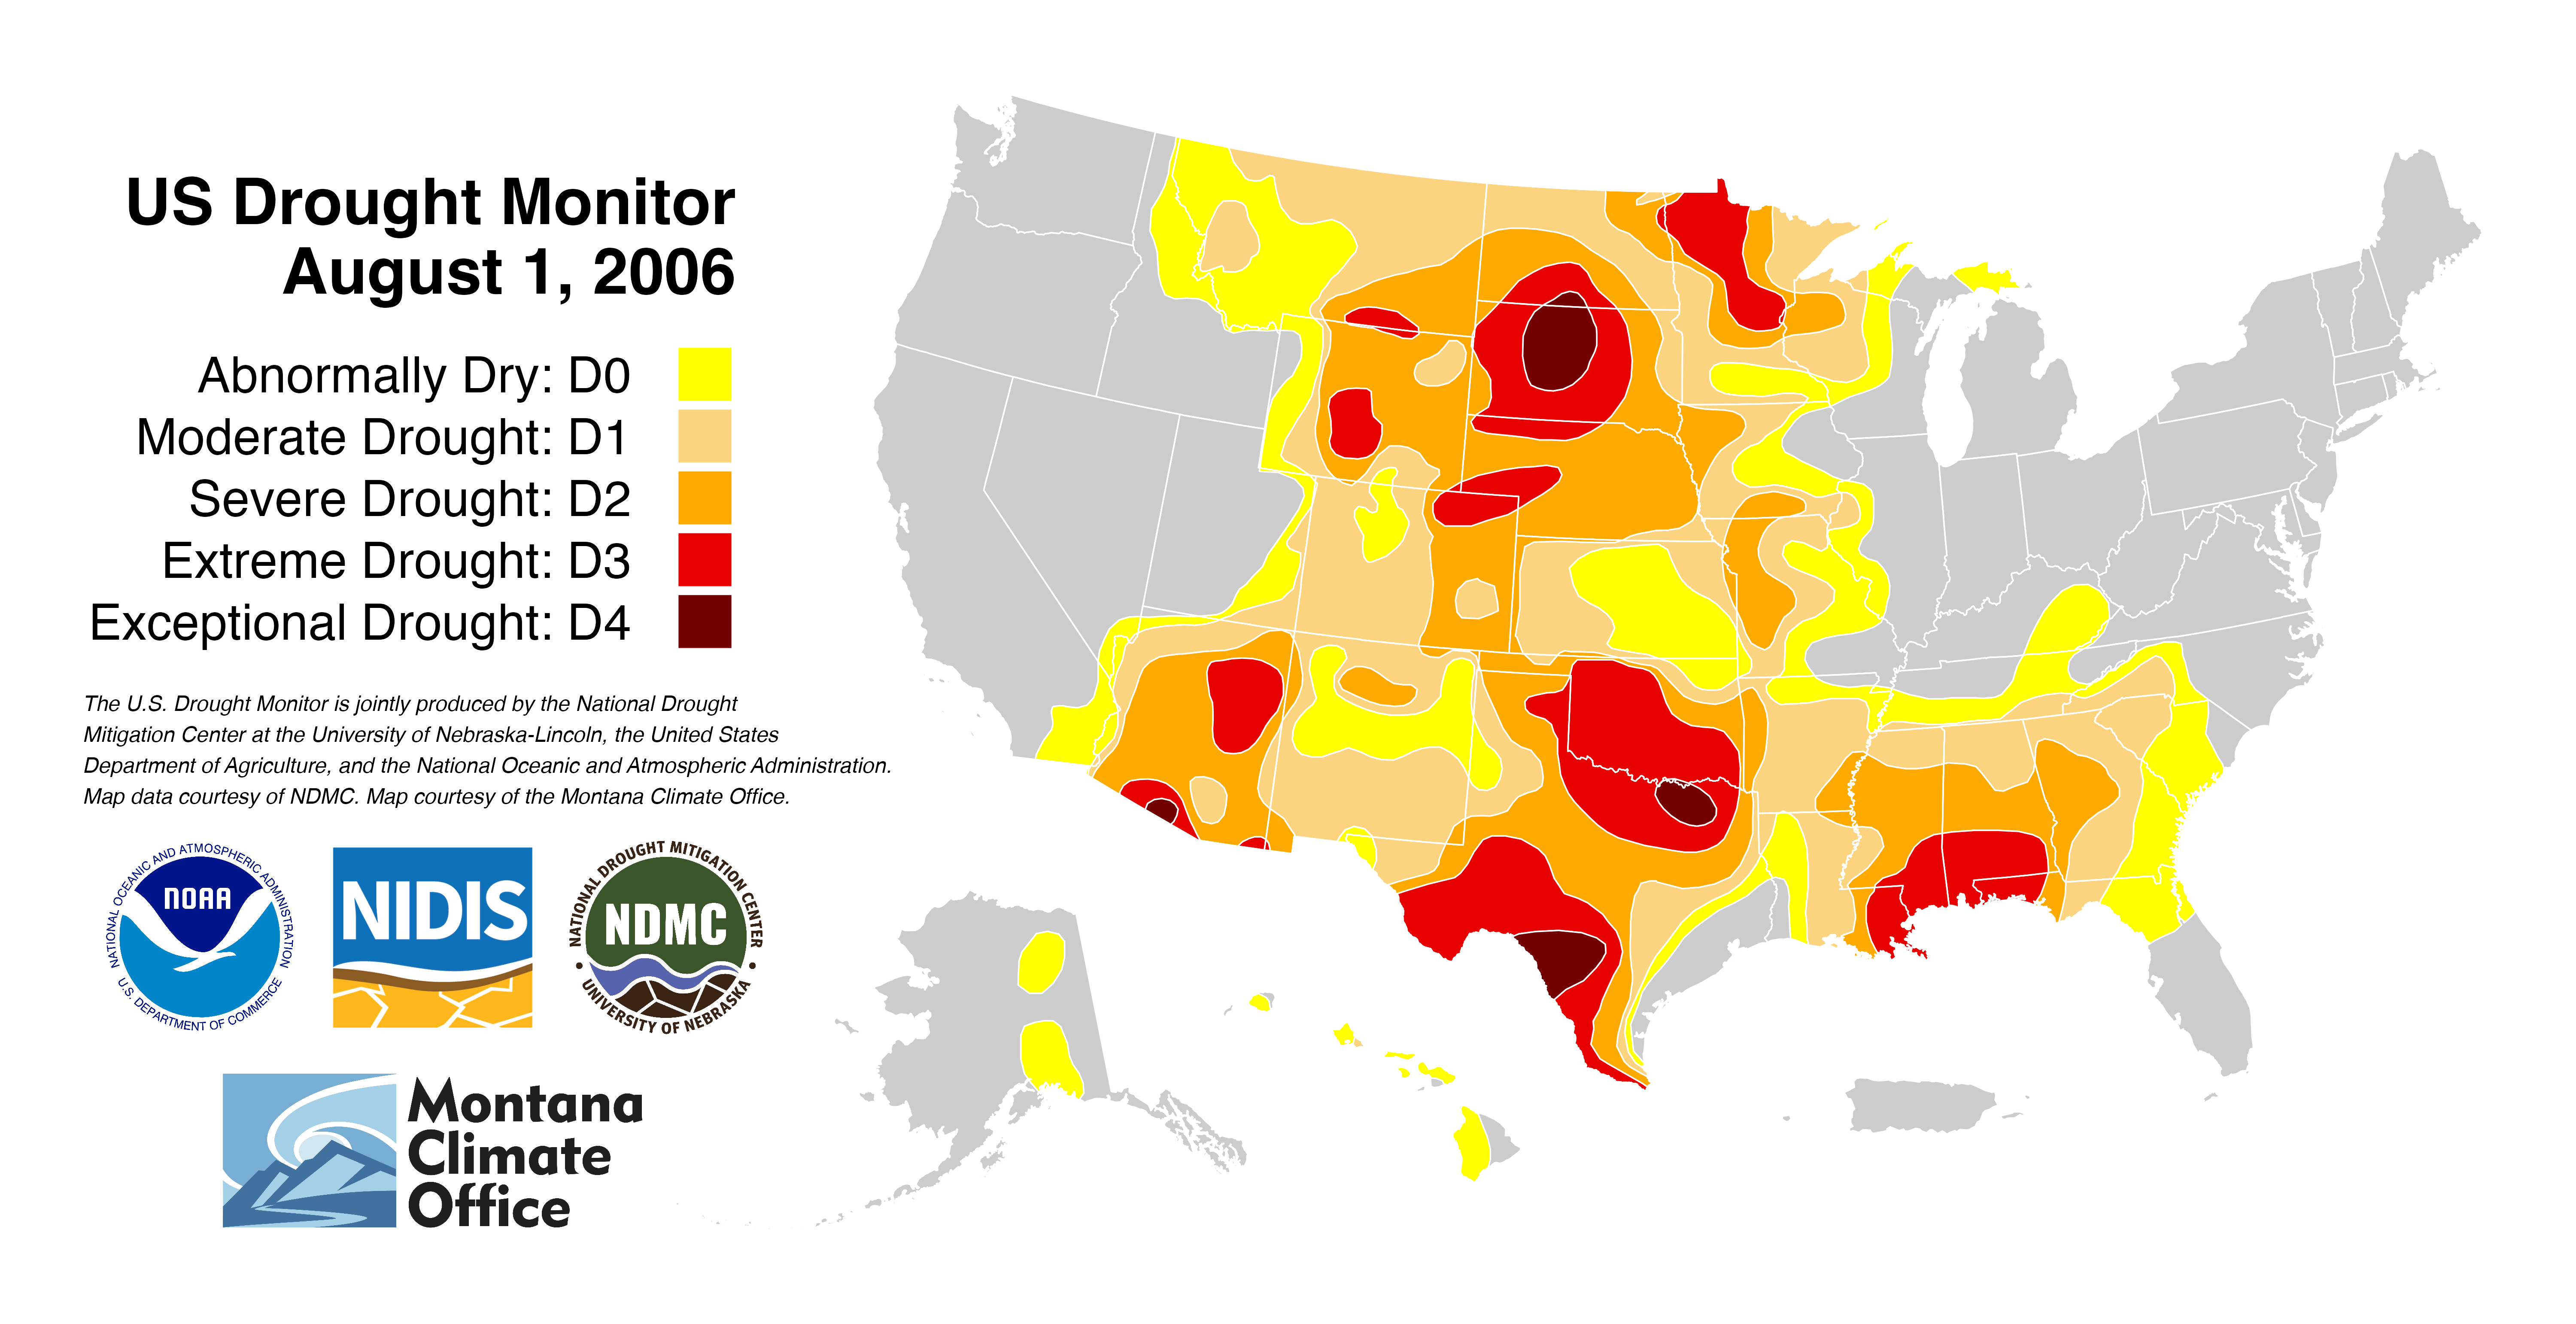 US Drought Monitor
August 1, 2006
Abnormally Dry: D0
Moderate Drought: D1
Severe Drought: D2
Extreme Drought: D3
Exceptional Drought: D4
The U.S. Drought Monitor is jointly produced by the National Drought
Mitigation Center at the University of Nebraska-Lincoln, the United States
Department of Agriculture, and the National Oceanic and Atmospheric Administration.
Map data courtesy of NDMC. Map courtesy of the Montana Climate Office.
NATIONAL OCEANIC AND ATMOSPHERIC ADMINISTRATION
NOAA
U.S. DEPARTMENT OF COMMERCE
NIDIS
NATIONAL DROUGHT MITIGATION CENTER
NDMC
UNIVERSITY OF NEBRASKA
Montana
Climate
Office